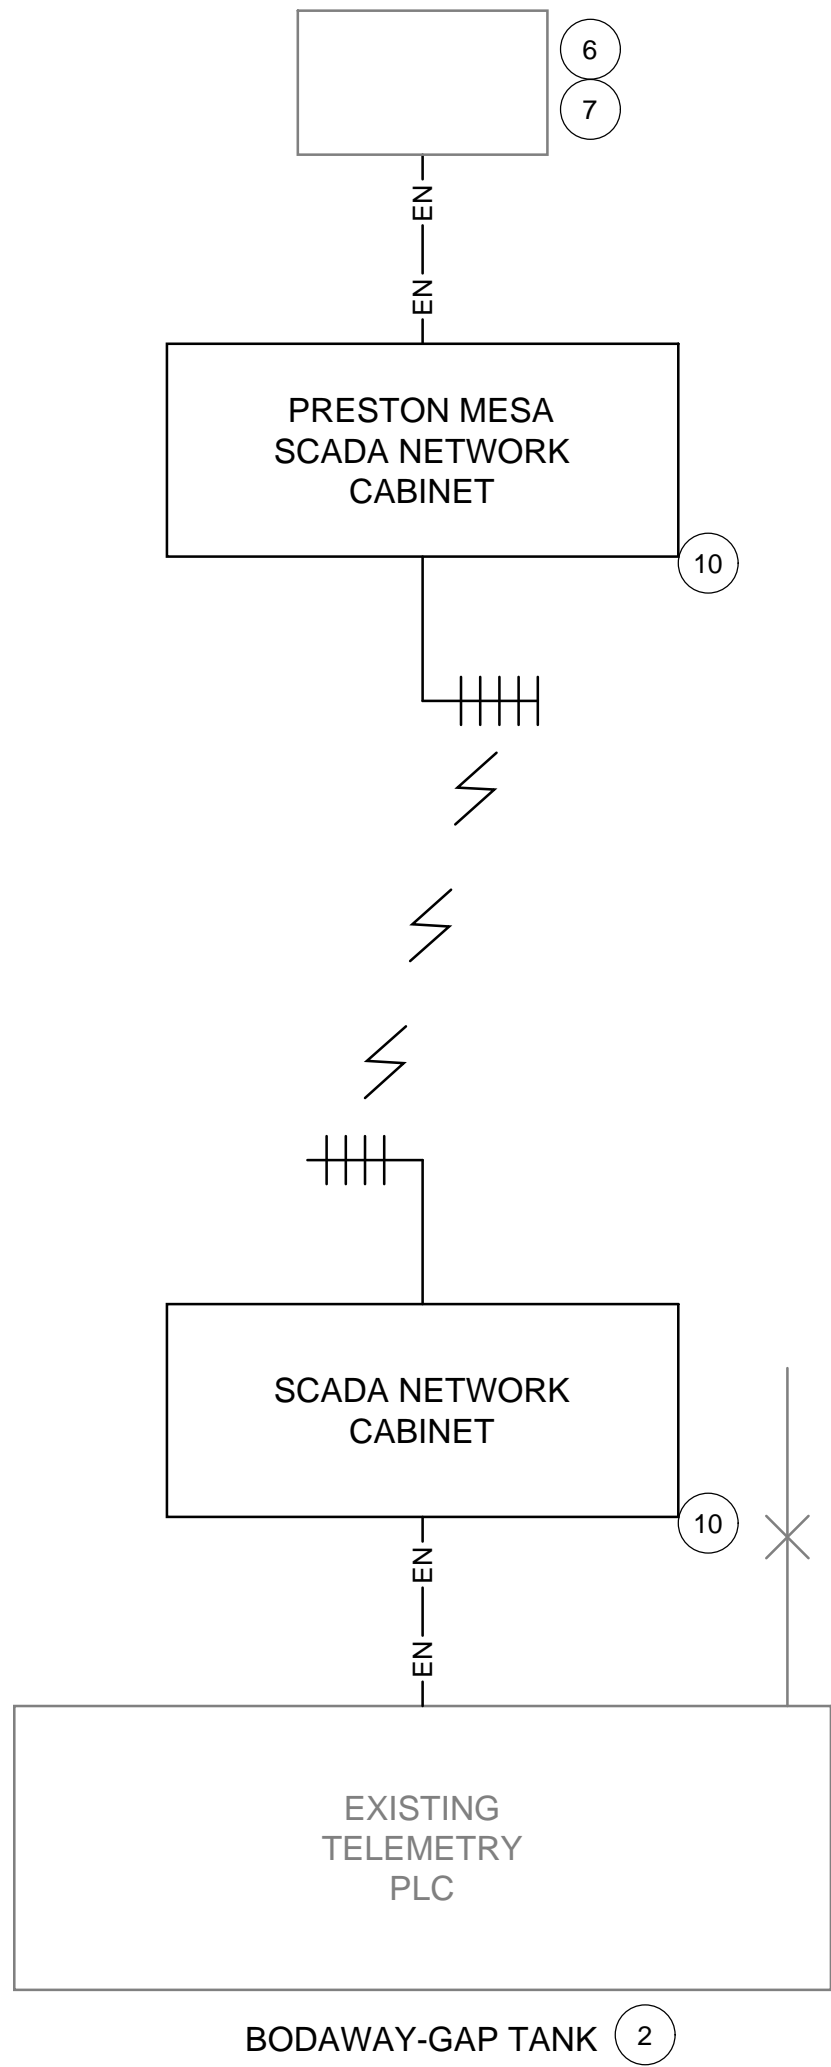 6
7
EN
EN
PRESTON MESA
SCADA NETWORK
CABINET
10
SCADA NETWORK
CABINET
10
EN
EN
EXISTING
TELEMETRY
PLC
BODAWAY-GAP TANK 2